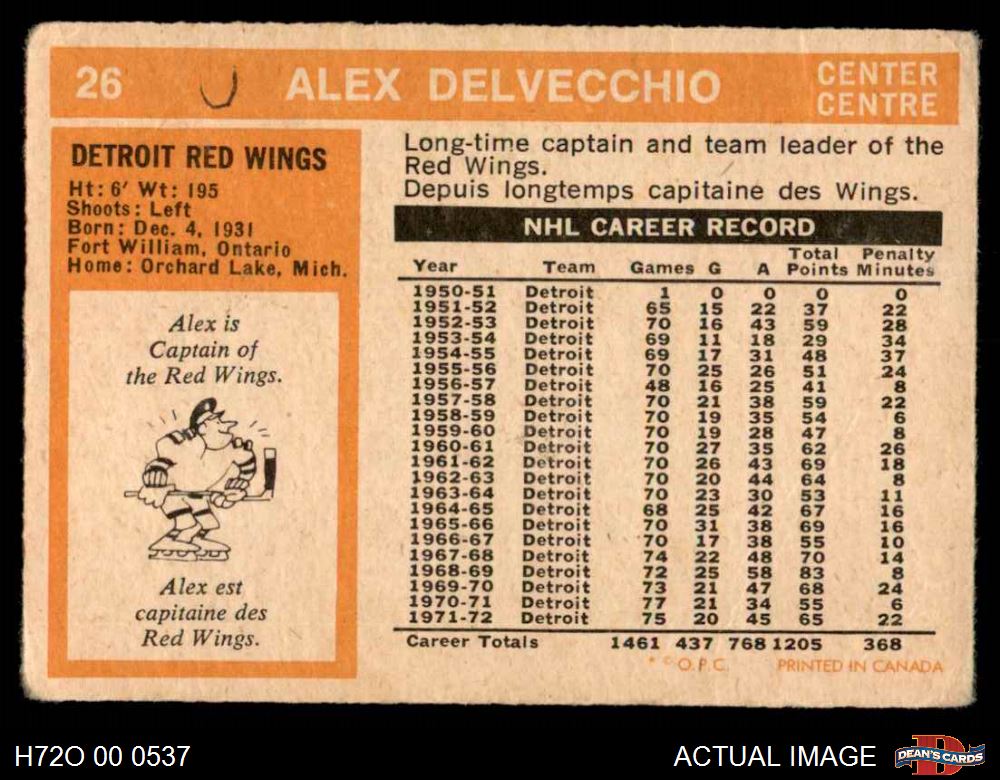 26 ALEX DELVECCHIO CENTER
CENTRE
DETROIT RED WINGS
Ht: 6' Wt: 195
Shoots: Left
Born: Dec. 4, 1931
Fort William, Ontario
Home: Orchard Lake, Mich.
Alex is
Captain of
the Red Wings.
Alex est
capitaine des
Red Wings.
Long-time captain and team leader of the
Red Wings.
Depuis longtemps capitaine des Wings.
NHL CAREER RECORD
Year Team Games G A Total Points Penalty Minutes
1950-51 Detroit 1 0 0 0 0
1951-52 Detroit 65 15 22 37 22
1952-53 Detroit 70 16 43 59 28
1953-54 Detroit 69 11 18 29 34
1954-55 Detroit 69 17 31 48 37
1955-56 Detroit 70 25 26 51 24
1956-57 Detroit 48 16 25 41 8
1957-58 Detroit 70 21 38 59 22
1958-59 Detroit 70 19 35 54 6
1959-60 Detroit 70 19 28 47 8
1960-61 Detroit 70 27 35 62 26
1961-62 Detroit 70 26 43 69 18
1962-63 Detroit 70 20 44 64 8
1963-64 Detroit 70 23 30 53 11
1964-65 Detroit 68 25 42 67 16
1965-66 Detroit 70 31 38 69 16
1966-67 Detroit 70 17 38 55 10
1967-68 Detroit 74 22 48 70 14
1968-69 Detroit 72 25 58 83 8
1969-70 Detroit 73 21 47 68 24
1970-71 Detroit 77 21 34 55 6
1971-72 Detroit 75 20 45 65 22
Career Totals 1461 437 768 1205 368
* © O.P.C. PRINTED IN CANADA
H72O 00 0537 ACTUAL IMAGE DEAN'S CARDS